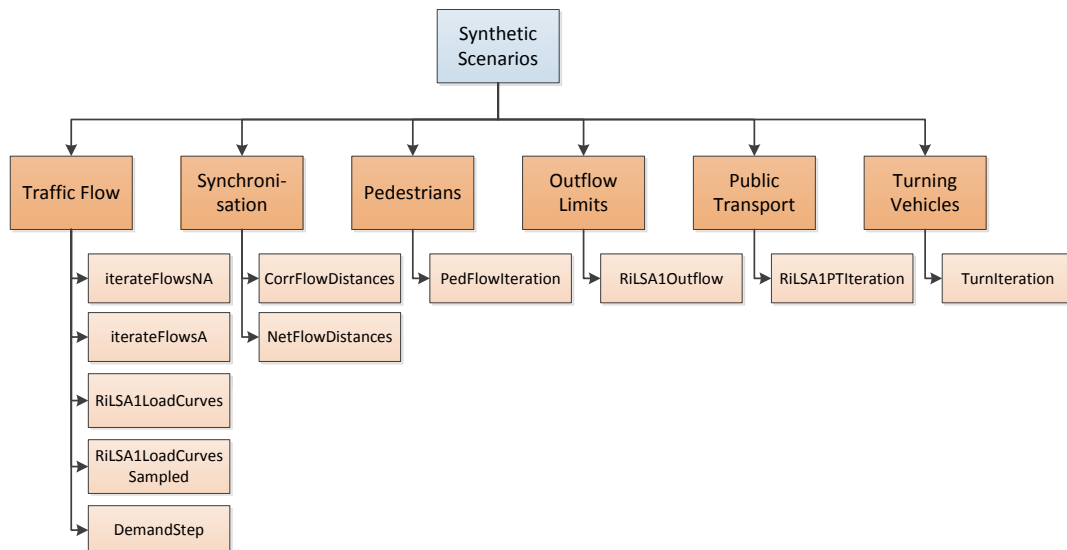 Synthetic
Scenarios
Traffic Flow
Synchroni-
sation
Pedestrians
Outflow
Limits
Public
Transport
Turning
Vehicles
iterateFlowsNA
CorrFlowDistances
PedFlowIteration
RiLSA1Outflow
RiLSA1PTIteration
TurnIteration
iterateFlowsA
NetFlowDistances
RiLSA1LoadCurves
RiLSA1LoadCurves
Sampled
DemandStep